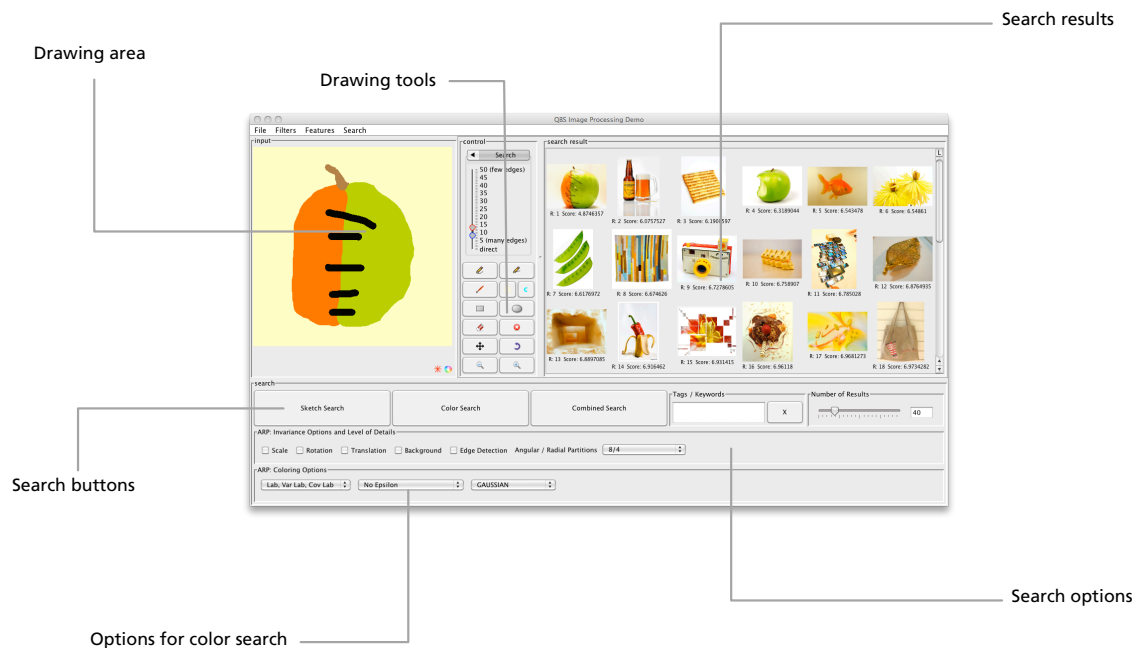 Search results
Drawing area
Drawing tools
QBS Image Processing Demo
File Filters Features Search
input
control
search result
Search
L
50 (few edges)
45
40
35
30
25
20
15
10
5 (many edges)
direct
R: 1 Score: 4.8746357
R: 2 Score: 6.0757527
R: 3 Score: 6.1906597
R: 4 Score: 6.3189044
R: 5 Score: 6.543478
R: 6 Score: 6.54861
R: 7 Score: 6.6176972
R: 8 Score: 6.674626
R: 9 Score: 6.7278605
R: 10 Score: 6.758907
R: 11 Score: 6.785028
R: 12 Score: 6.8764935
R: 13 Score: 6.8897085
R: 14 Score: 6.916462
R: 15 Score: 6.931415
R: 16 Score: 6.96118
R: 17 Score: 6.9681273
R: 18 Score: 6.9734282
search
Sketch Search
Color Search
Combined Search
Tags / Keywords
X
Number of Results
40
ARP: Invariance Options and Level of Details
Scale Rotation Translation Background Edge Detection Angular / Radial Partitions 8/4
ARP: Coloring Options
Lab, Var Lab, Cov Lab No Epsilon GAUSSIAN
Search buttons
Search options
Options for color search